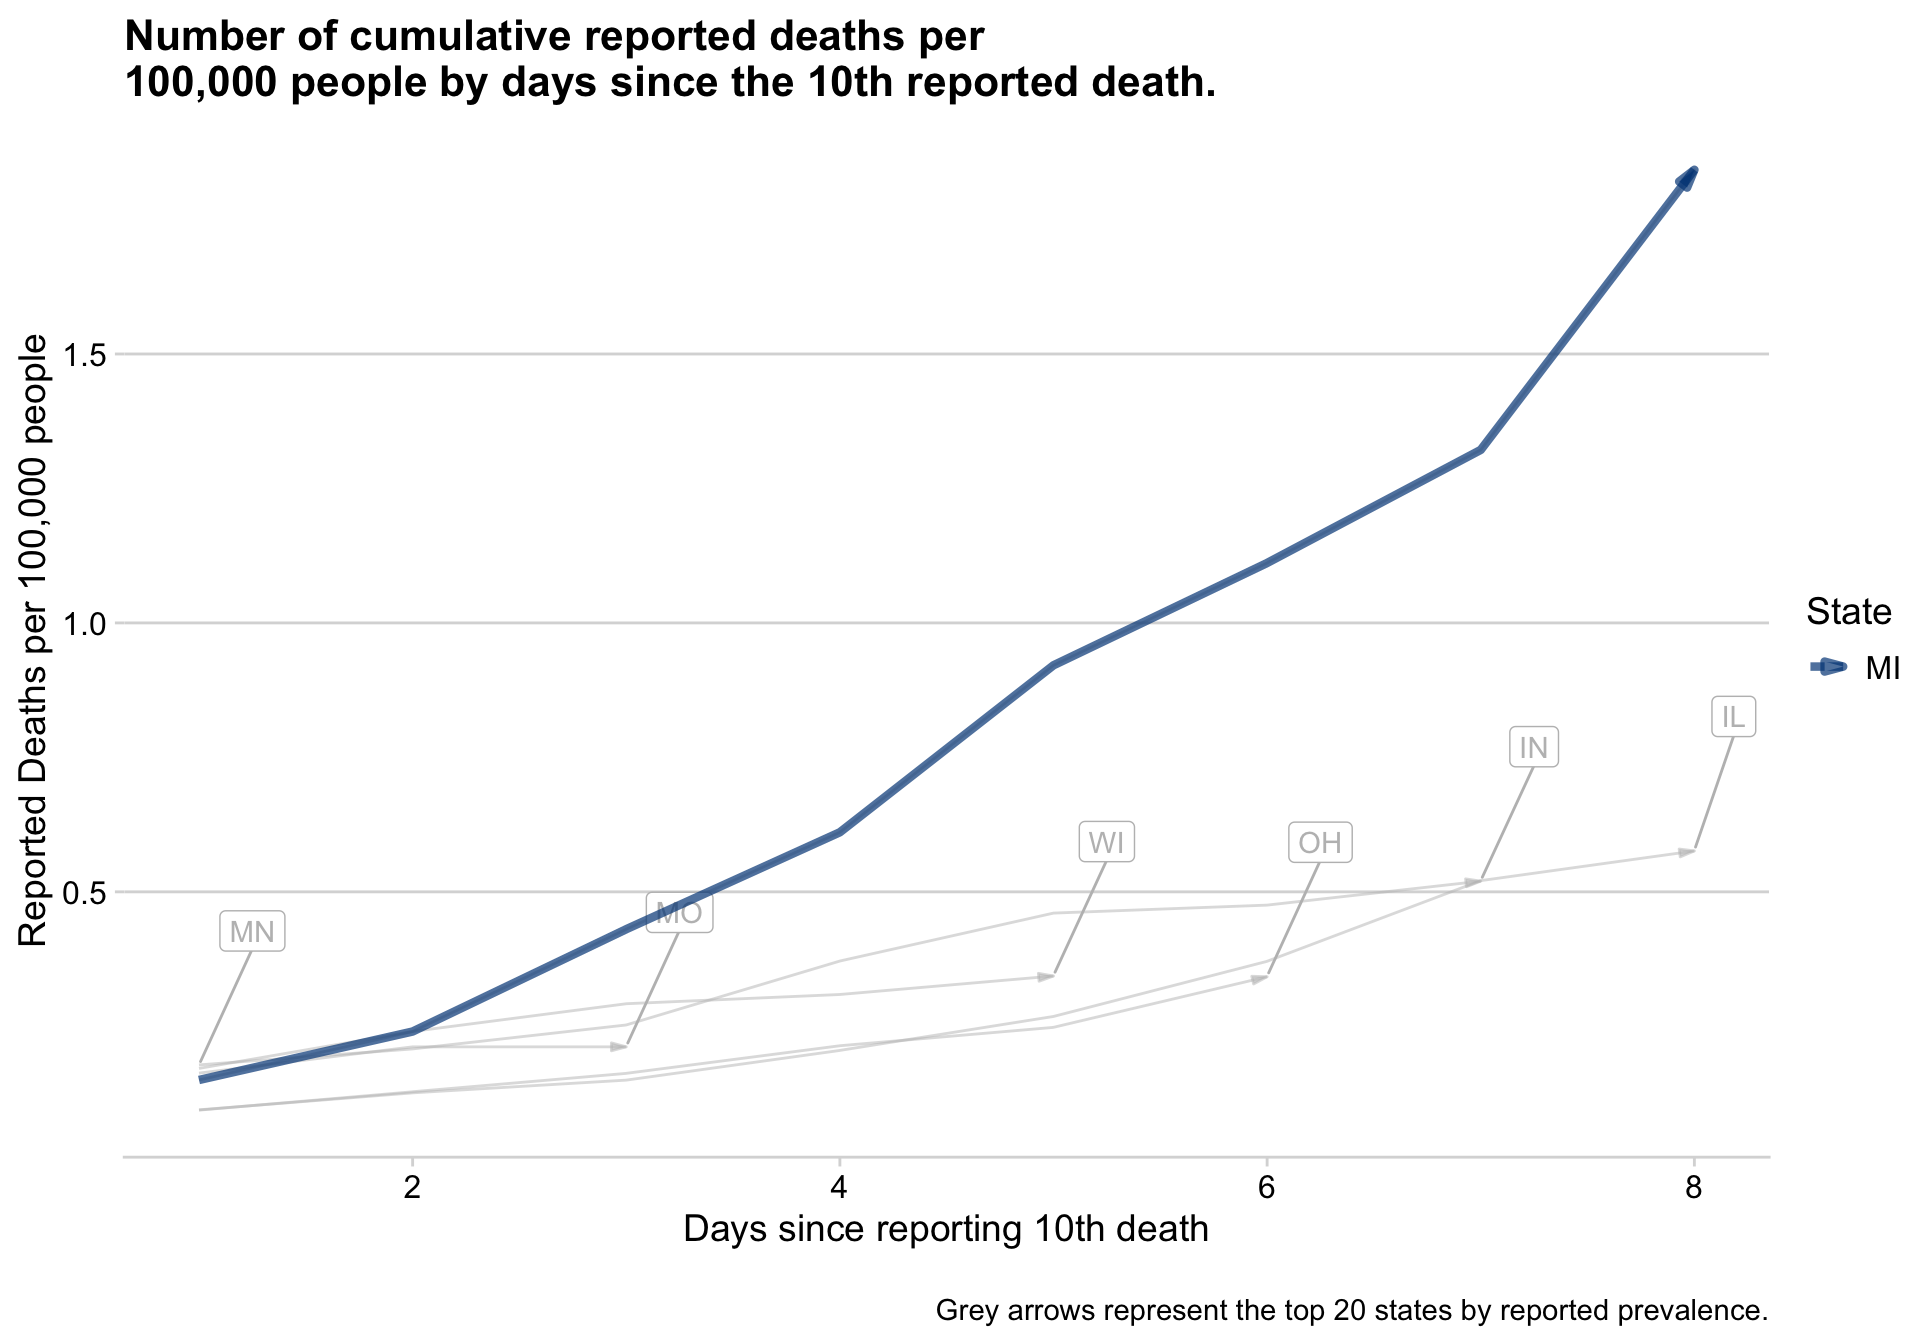 Number of cumulative reported deaths per
100,000 people by days since the 10th reported death.
Reported Deaths per 100,000 people
1.5
1.0
0.5
MN
MO
WI
OH
IN
IL
State
MI
2
4
6
8
Days since reporting 10th death
Grey arrows represent the top 20 states by reported prevalence.